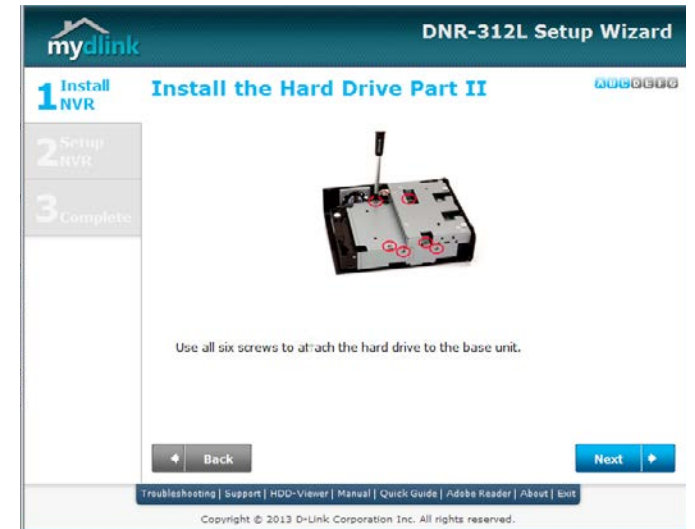 mydlink
DNR-312L Setup Wizard
1 Install
NVR
Install the Hard Drive Part II
A B C D E F G
2 Setup
NVR
3 Complete
Use all six screws to attach the hard drive to the base unit.
Back
Next
Troubleshooting | Support | HDD-Viewer | Manual | Quick Guide | Adobe Reader | About | Exit
Copyright © 2013 D-Link Corporation Inc. All rights reserved.